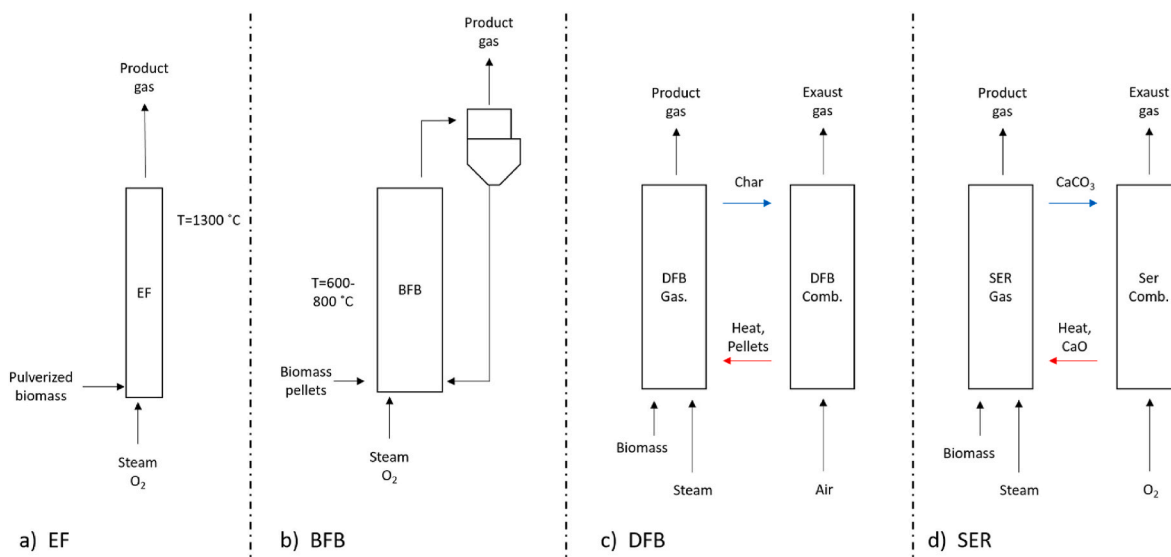 Product
gas
T=1300 ˚C
EF
Pulverized
biomass
Steam
O₂
a) EF
Product
gas
T=600-
800 ˚C
BFB
Biomass
pellets
Steam
O₂
b) BFB
Product
gas
Exaust
gas
Char
DFB
Gas.
DFB
Comb.
Heat,
Pellets
Biomass
Steam
Air
c) DFB
Product
gas
Exaust
gas
CaCO₃
SER
Gas
Ser
Comb.
Heat,
CaO
Biomass
Steam
O₂
d) SER